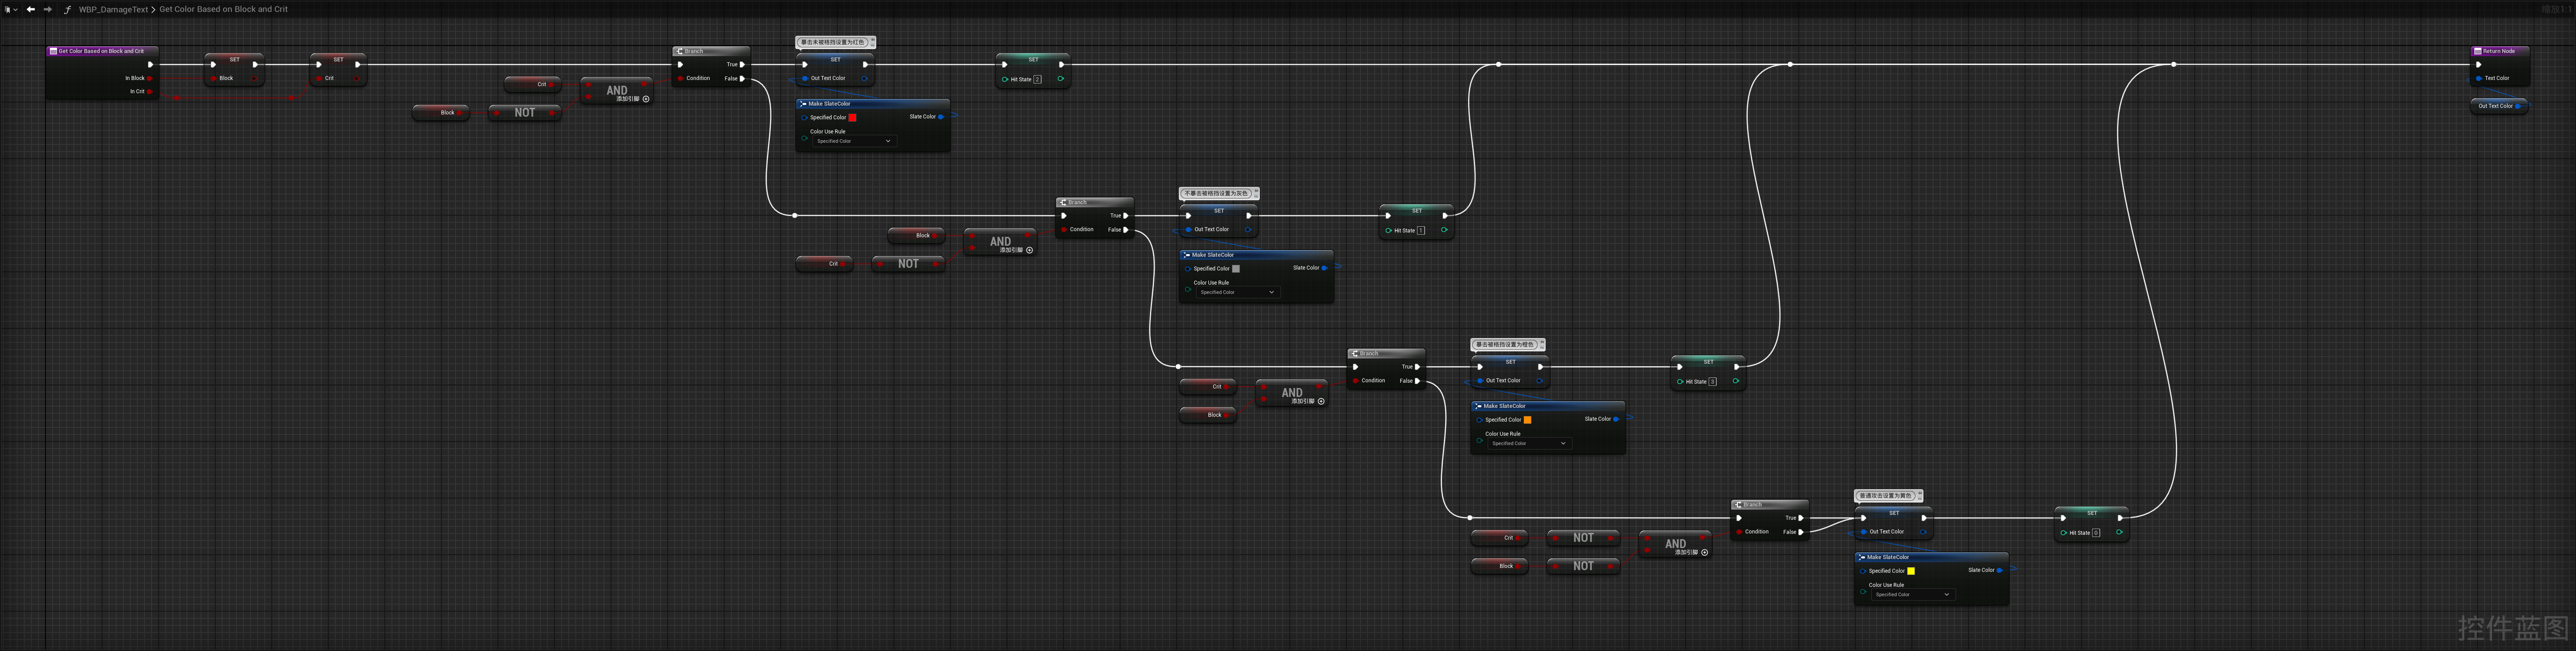 WBP_DamageText > Get Color Based on Block and Crit
缩放1:1
Get Color Based on Block and Crit
In Block
In Crit
SET
Block
SET
Crit
Crit
Block
NOT
AND
添加引脚
Branch
Condition
True
False
暴击未被格挡设置为红色
SET
Out Text Color
Make SlateColor
Specified Color
Slate Color
Color Use Rule
Specified Color
SET
Hit State 2
Return Node
Text Color
Out Text Color
Block
Crit
NOT
AND
添加引脚
Branch
Condition
True
False
不暴击被格挡设置为灰色
SET
Out Text Color
Make SlateColor
Specified Color
Slate Color
Color Use Rule
Specified Color
SET
Hit State 1
Crit
Block
AND
添加引脚
Branch
Condition
True
False
暴击被格挡设置为橙色
SET
Out Text Color
Make SlateColor
Specified Color
Slate Color
Color Use Rule
Specified Color
SET
Hit State 3
Crit
NOT
Block
NOT
AND
添加引脚
Branch
Condition
True
False
普通攻击设置为黄色
SET
Out Text Color
Make SlateColor
Specified Color
Slate Color
Color Use Rule
Specified Color
SET
Hit State 0
控件蓝图